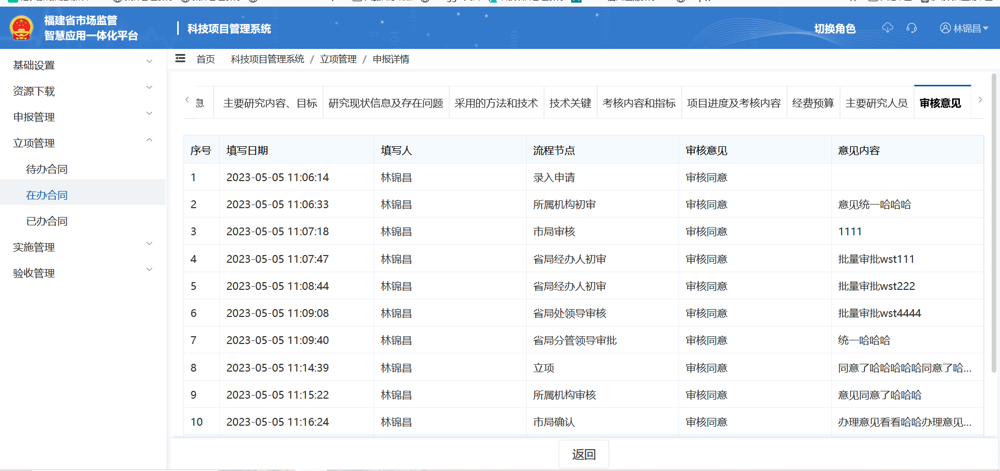 福建省市场监管
智慧应用一体化平台
科技项目管理系统
切换角色
林锦昌
基础设置
资源下载
申报管理
立项管理
待办合同
在办合同
已办合同
实施管理
验收管理
首页 科技项目管理系统 / 立项管理 / 申报详情
息 主要研究内容、目标 研究现状信息及存在问题 采用的方法和技术 技术关键 考核内容和指标 项目进度及考核内容 经费预算 主要研究人员 审核意见
序号 填写日期 填写人 流程节点 审核意见 意见内容
1 2023-05-05 11:06:14 林锦昌 录入申请 审核同意
2 2023-05-05 11:06:33 林锦昌 所属机构初审 审核同意 意见统一哈哈哈
3 2023-05-05 11:07:18 林锦昌 市局审核 审核同意 1111
4 2023-05-05 11:07:47 林锦昌 省局经办人初审 审核同意 批量审批wst111
5 2023-05-05 11:08:44 林锦昌 省局经办人初审 审核同意 批量审批wst222
6 2023-05-05 11:09:08 林锦昌 省局处领导审核 审核同意 批量审批wst4444
7 2023-05-05 11:09:40 林锦昌 省局分管领导审批 审核同意 统一哈哈哈
8 2023-05-05 11:14:39 林锦昌 立项 审核同意 同意了哈哈哈哈哈同意了哈...
9 2023-05-05 11:15:22 林锦昌 所属机构审核 审核同意 意见同意了哈哈哈
10 2023-05-05 11:16:24 林锦昌 市局确认 审核同意 办理意见看看哈哈办理意见...
返回